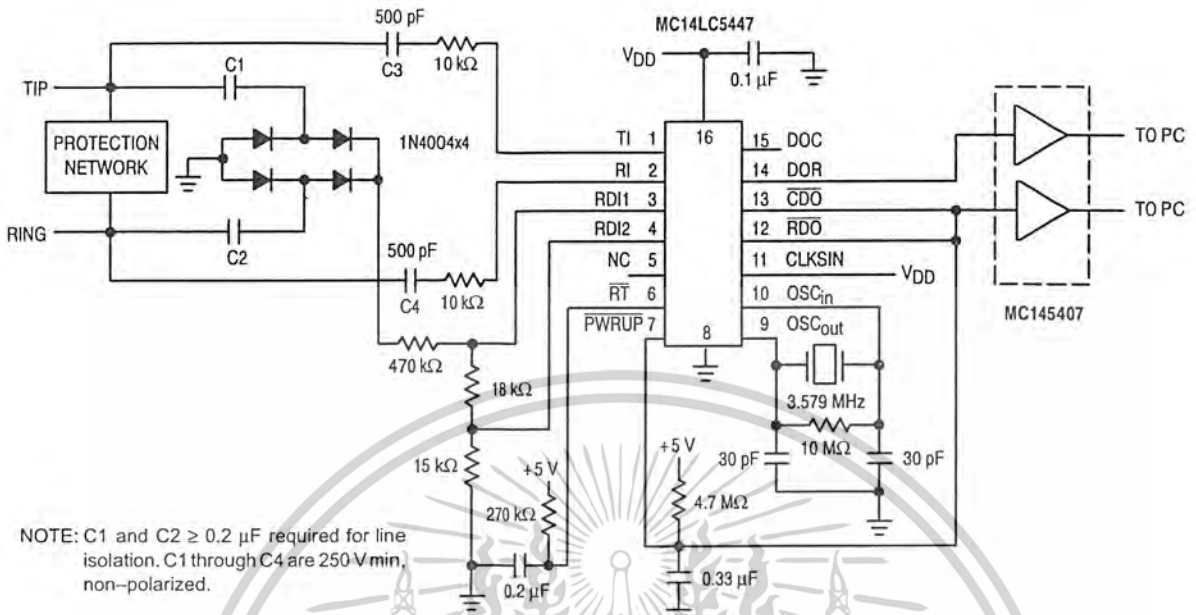 500 pF
C3
10 kΩ
MC14LC5447
VDD
0.1 µF
C1
TIP
PROTECTION
NETWORK
1N4004x4
RING
C2
500 pF
C4
10 kΩ
TI 1
RI 2
RDI1 3
RDI2 4
NC 5
RT 6
PWRUP 7
16
8
15 DOC
14 DOR
13 CDO
12 RDO
11 CLKSIN
VDD
10 OSCin
9 OSCout
TO PC
TO PC
MC145407
470 kΩ
18 kΩ
15 kΩ
+5 V
270 kΩ
0.2 µF
3.579 MHz
10 MΩ
30 pF
30 pF
+5 V
4.7 MΩ
0.33 µF
NOTE: C1 and C2 ≥ 0.2 µF required for line
isolation. C1 through C4 are 250 V min,
non--polarized.